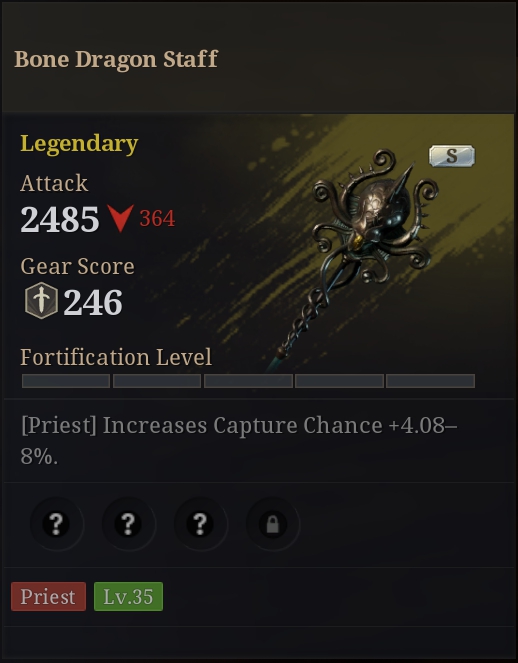 Bone Dragon Staff
Legendary
S
Attack
2485 364
Gear Score
246
Fortification Level
[Priest] Increases Capture Chance +4.08–
8%.
? ? ?
Priest Lv.35